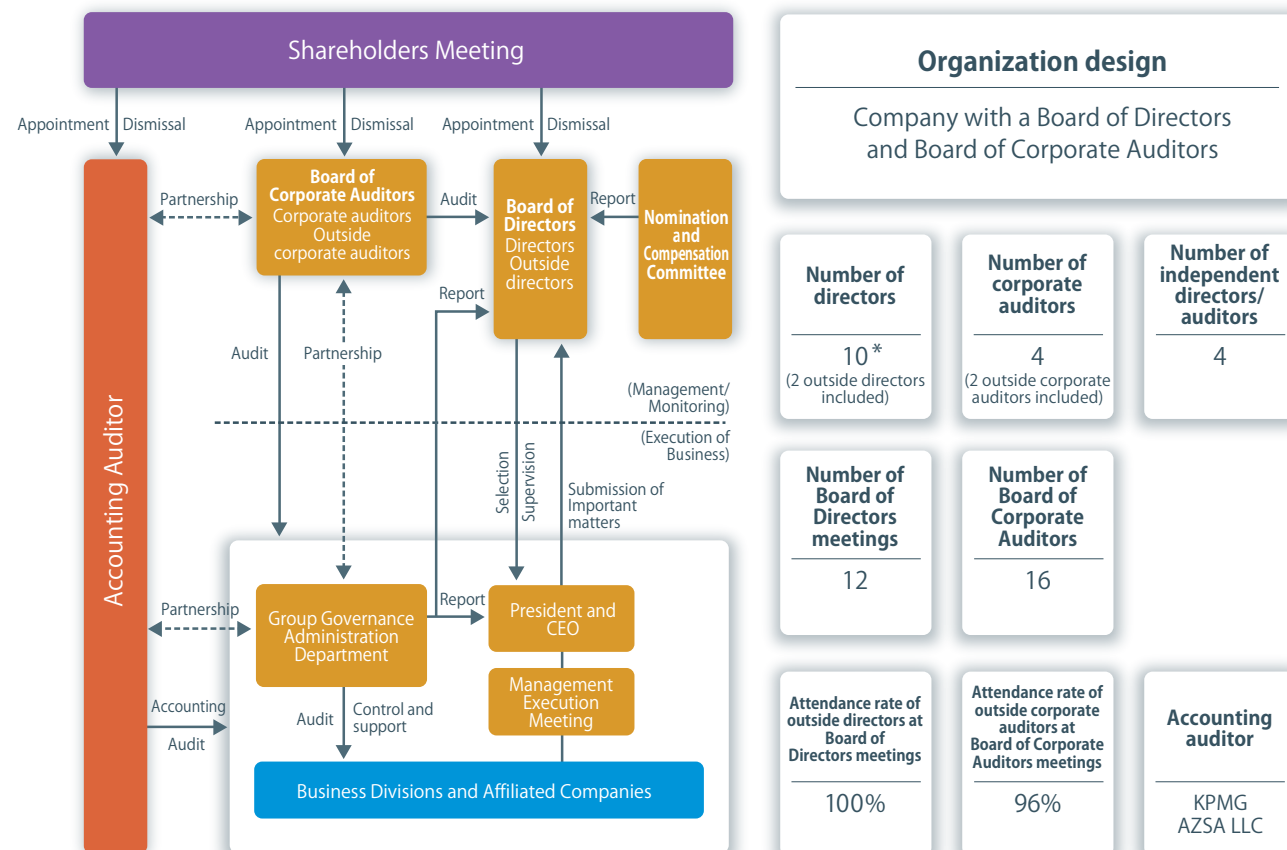 Shareholders Meeting
Appointment
Dismissal
Appointment
Dismissal
Appointment
Dismissal
Accounting Auditor
Partnership
Board of
Corporate Auditors
Corporate auditors
Outside
corporate auditors
Audit
Board of
Directors
Directors
Outside
directors
Report
Nomination
and
Compensation
Committee
Report
Audit
Partnership
(Management/
Monitoring)
(Execution of
Business)
Selection
Supervision
Submission of
Important
matters
Partnership
Group Governance
Administration
Department
Report
President and
CEO
Management
Execution
Meeting
Accounting
Audit
Audit
Control and
support
Business Divisions and Affiliated Companies
Organization design
Company with a Board of Directors
and Board of Corporate Auditors
Number of
directors
10*
(2 outside directors
included)
Number of
corporate
auditors
4
(2 outside corporate
auditors included)
Number of
independent
directors/
auditors
4
Number of
Board of
Directors
meetings
12
Number of
Board of
Corporate
Auditors
16
Attendance rate of
outside directors at
Board of
Directors meetings
100%
Attendance rate of
outside corporate
auditors at
Board of Corporate
Auditors meetings
96%
Accounting
auditor
KPMG
AZSA LLC